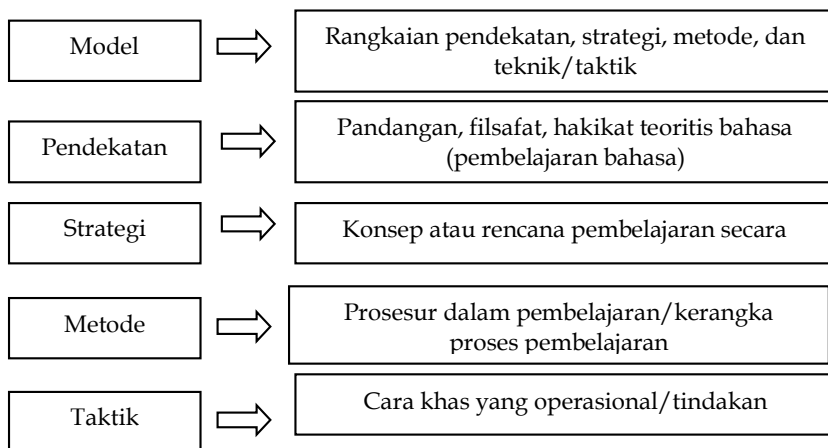 Model
Rangkaian pendekatan, strategi, metode, dan
teknik/taktik
Pendekatan
Pandangan, filsafat, hakikat teoritis bahasa
(pembelajaran bahasa)
Strategi
Konsep atau rencana pembelajaran secara
Metode
Prosesur dalam pembelajaran/kerangka
proses pembelajaran
Taktik
Cara khas yang operasional/tindakan